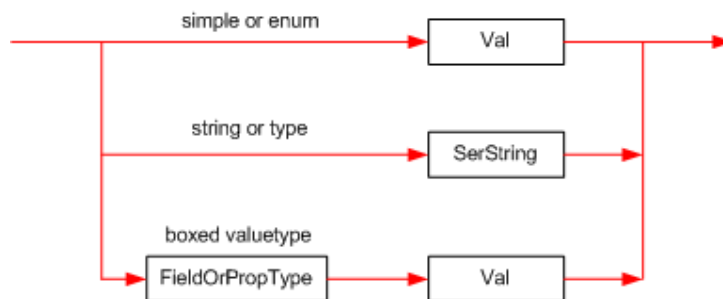 simple or enum
Val
string or type
SerString
boxed valuetype
FieldOrPropType
Val